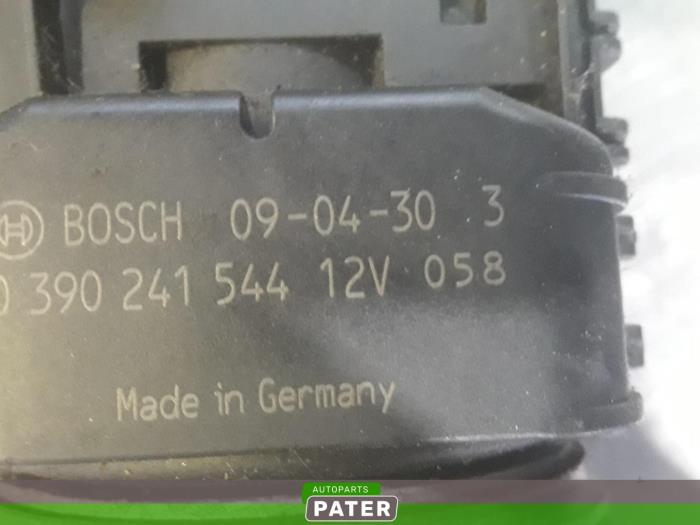 BOSCH 09-04-30 3
0 390 241 544 12V 058
Made in Germany
AUTOPARTS
PATER